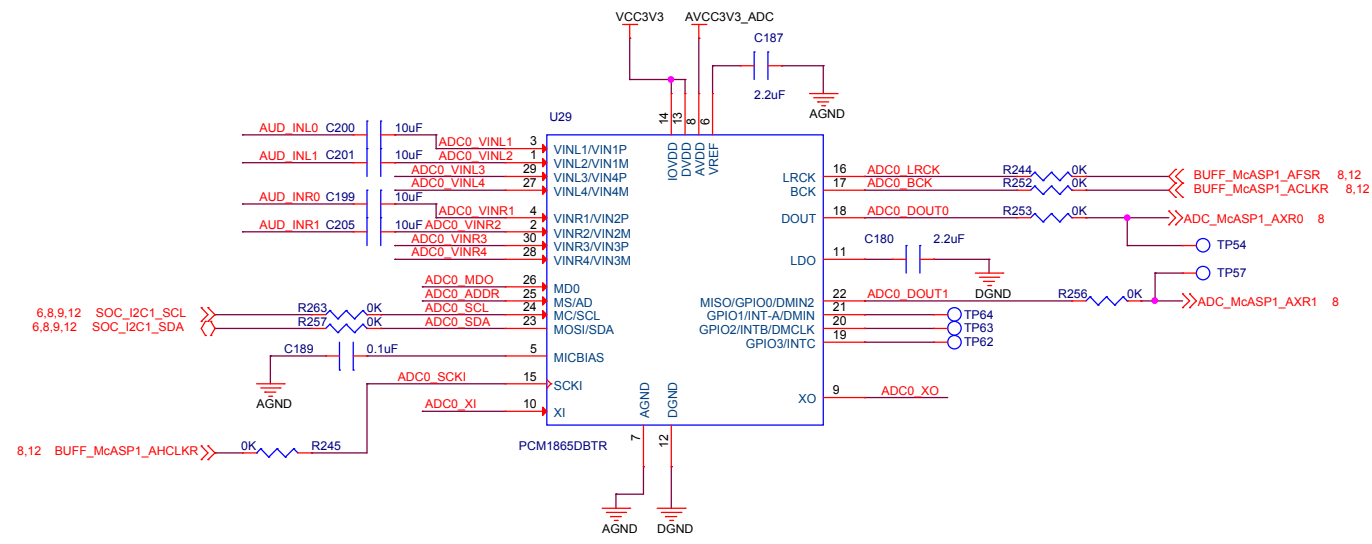 VCC3V3 AVCC3V3_ADC
C187
2.2uF
AGND
U29
14 13 8 6
IOVDD DVDD AVDD VREF
AUD_INL0 C200 10uF ADC0_VINL1 3 VINL1/VIN1P
AUD_INL1 C201 10uF ADC0_VINL2 1 VINL2/VIN1M
ADC0_VINL3 29 VINL3/VIN4P
ADC0_VINL4 27 VINL4/VIN4M
AUD_INR0 C199 10uF ADC0_VINR1 4 VINR1/VIN2P
AUD_INR1 C205 10uF ADC0_VINR2 2 VINR2/VIN2M
ADC0_VINR3 30 VINR3/VIN3P
ADC0_VINR4 28 VINR4/VIN3M
ADC0_MDO 26 MD0
ADC0_ADDR 25 MS/AD
6,8,9,12 SOC_I2C1_SCL R263 0K ADC0_SCL 24 MC/SCL
6,8,9,12 SOC_I2C1_SDA R257 0K ADC0_SDA 23 MOSI/SDA
C189 0.1uF 5 MICBIAS
AGND
ADC0_SCKI 15 SCKI
ADC0_XI 10 XI
8,12 BUFF_McASP1_AHCLKR 0K R245
LRCK 16 ADC0_LRCK R244 0K BUFF_McASP1_AFSR 8,12
BCK 17 ADC0_BCK R252 0K BUFF_McASP1_ACLKR 8,12
DOUT 18 ADC0_DOUT0 R253 0K ADC_McASP1_AXR0 8
TP54
LDO 11 C180 2.2uF
DGND
TP57
MISO/GPIO0/DMIN2 22 ADC0_DOUT1 R256 0K ADC_McASP1_AXR1 8
GPIO1/INT-A/DMIN 21 TP64
GPIO2/INTB/DMCLK 20 TP63
GPIO3/INTC 19 TP62
XO 9 ADC0_XO
AGND DGND
PCM1865DBTR
7 12
AGND DGND